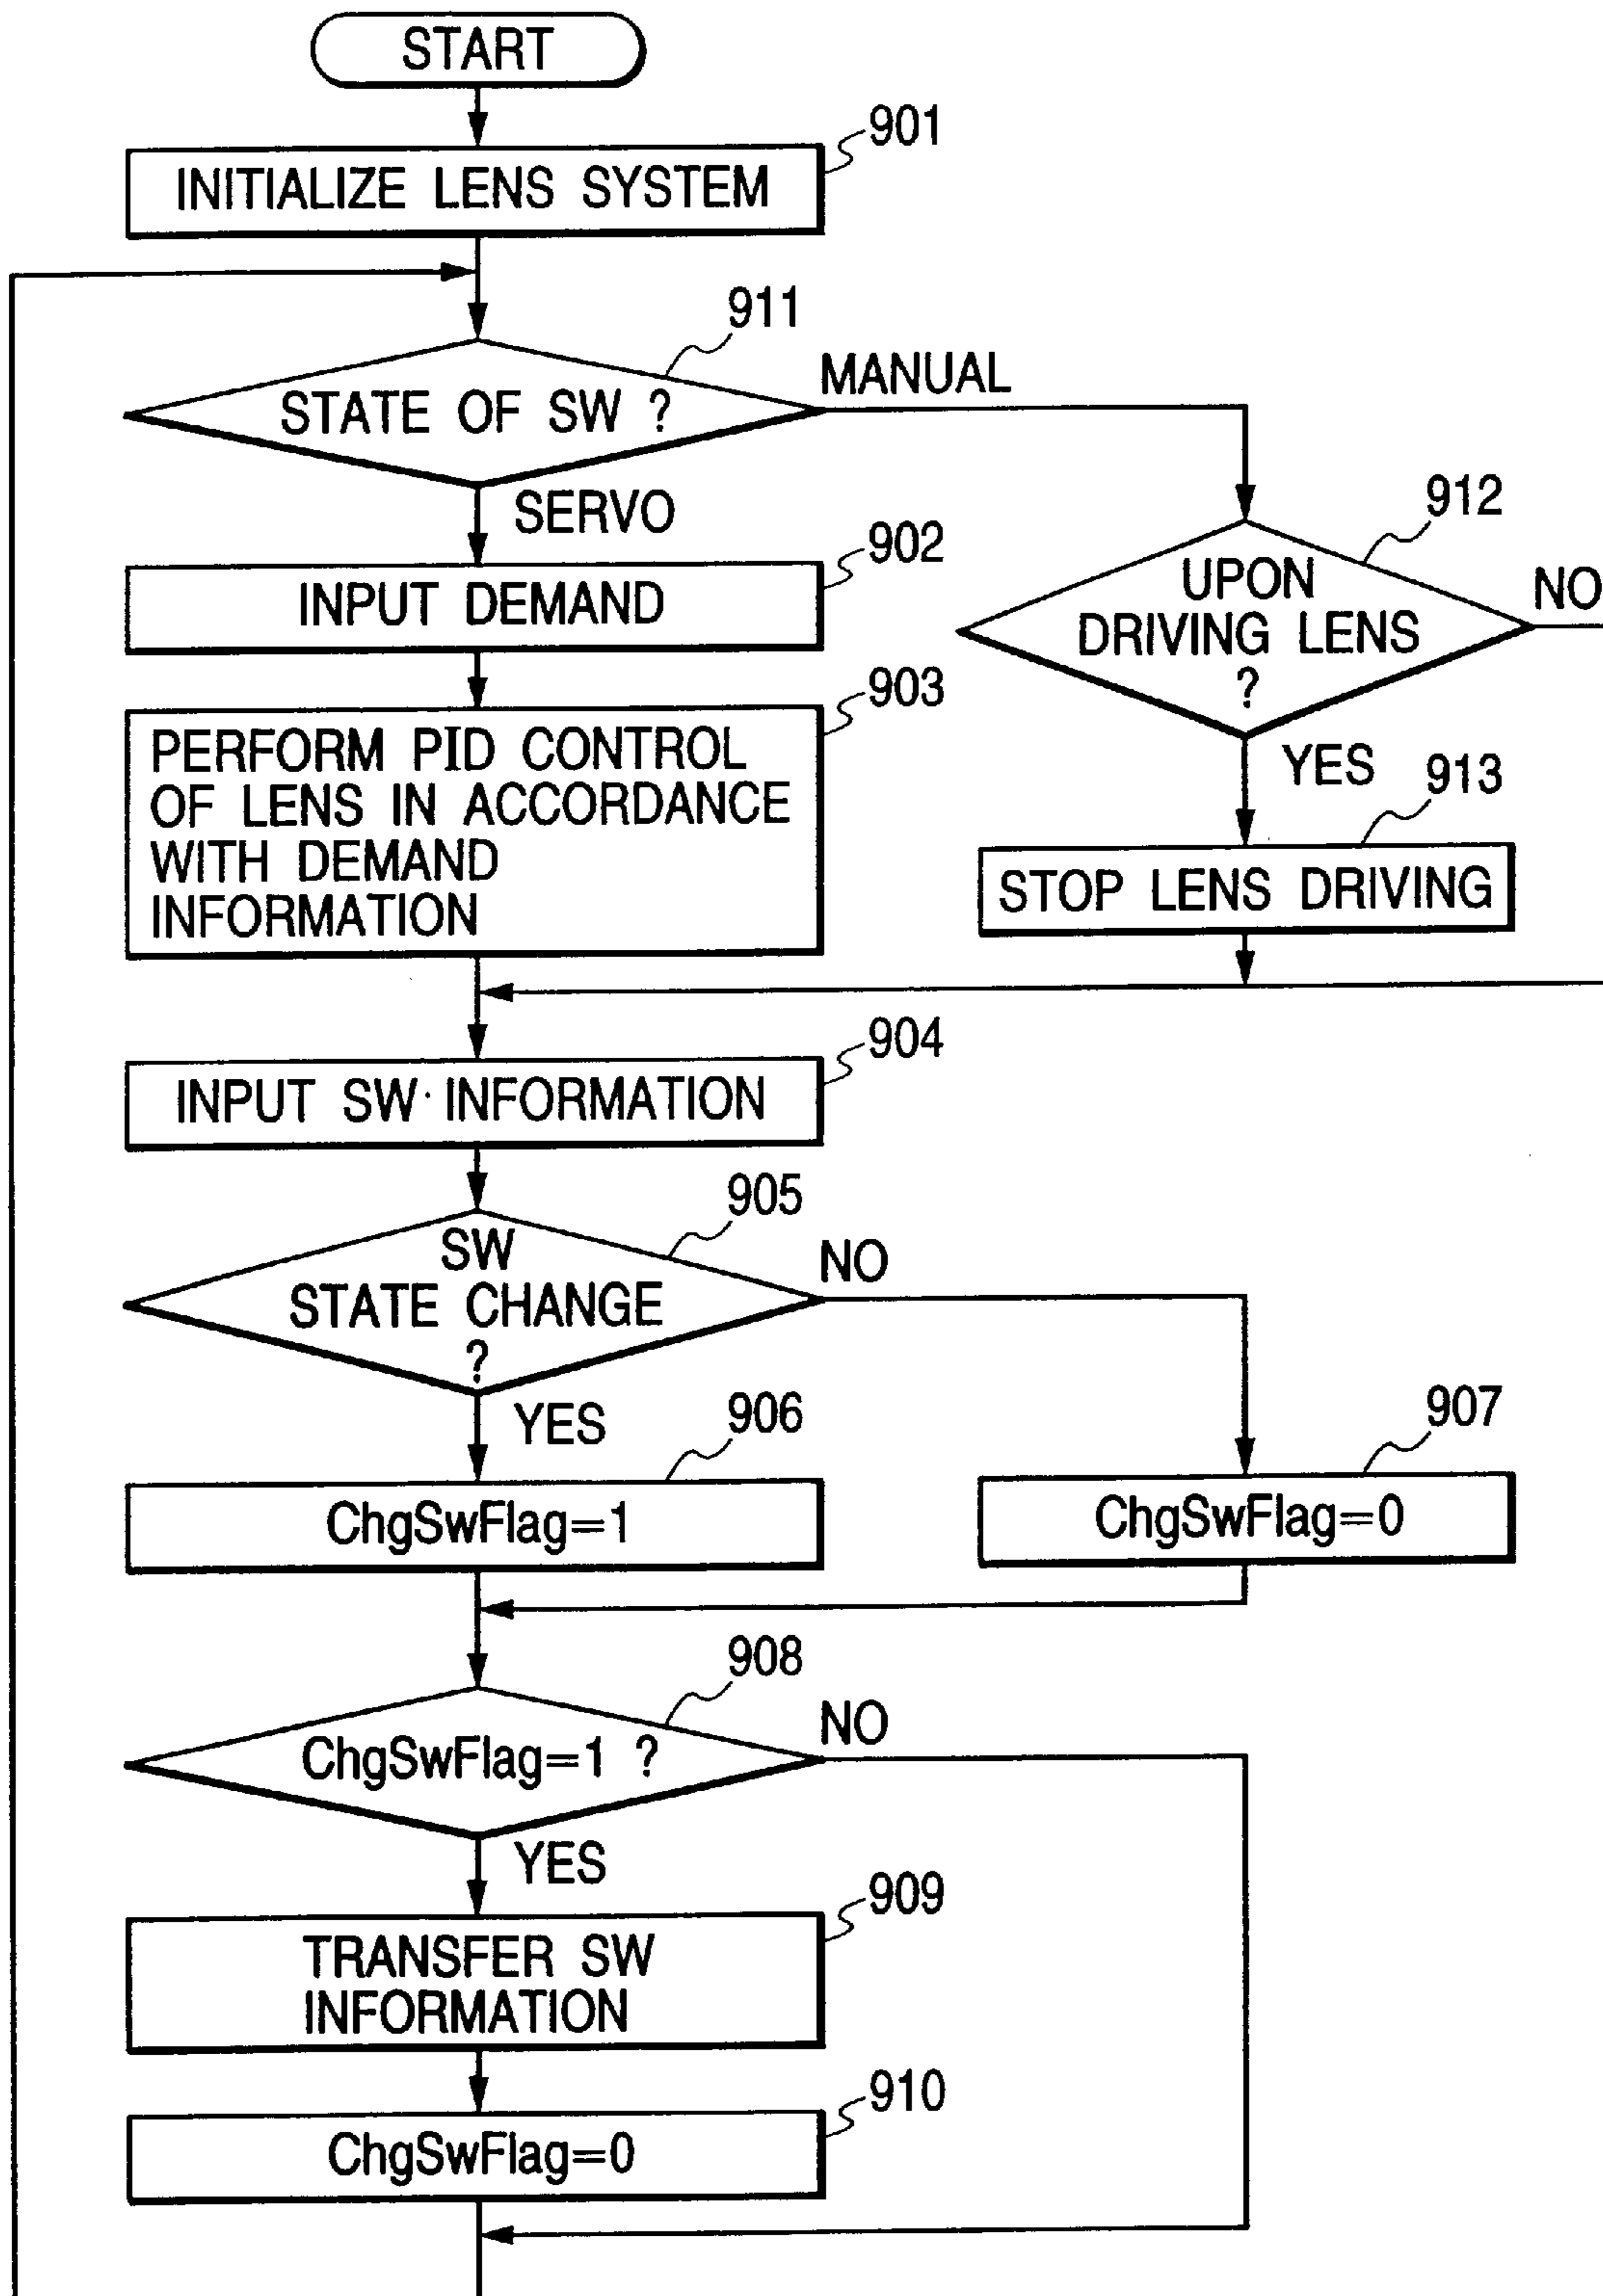 START
901
INITIALIZE LENS SYSTEM
911
STATE OF SW ?
MANUAL
SERVO
912
UPON
DRIVING LENS
?
NO
902
INPUT DEMAND
903
PERFORM PID CONTROL
OF LENS IN ACCORDANCE
WITH DEMAND
INFORMATION
YES
913
STOP LENS DRIVING
904
INPUT SW INFORMATION
905
SW
STATE CHANGE
?
NO
YES
906
ChgSwFlag=1
907
ChgSwFlag=0
908
ChgSwFlag=1 ?
NO
YES
909
TRANSFER SW
INFORMATION
910
ChgSwFlag=0